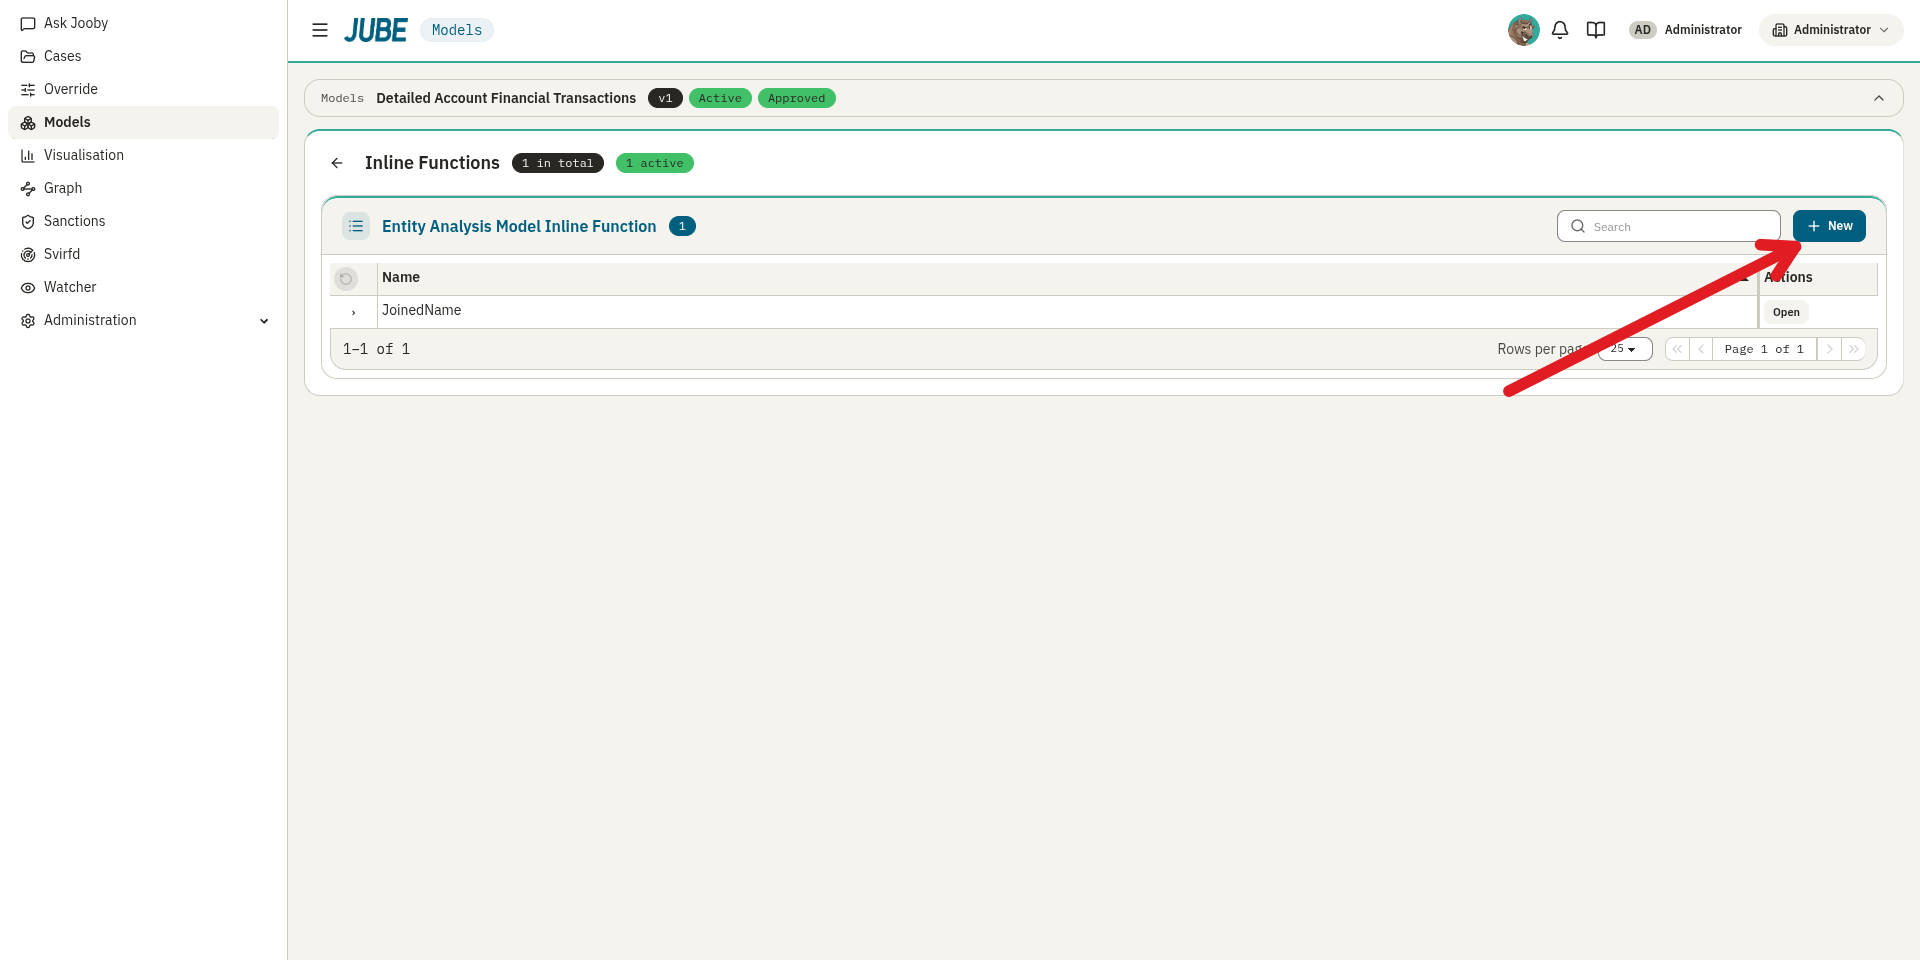 Ask Jooby
Cases
Override
Models
Visualisation
Graph
Sanctions
Svirfd
Watcher
Administration
JUBE Models
AD Administrator Administrator
Models Detailed Account Financial Transactions v1 Active Approved
Inline Functions 1 in total 1 active
Entity Analysis Model Inline Function 1 Search New
Name
JoinedName Open
1–1 of 1 Rows per 25 Page 1 of 1